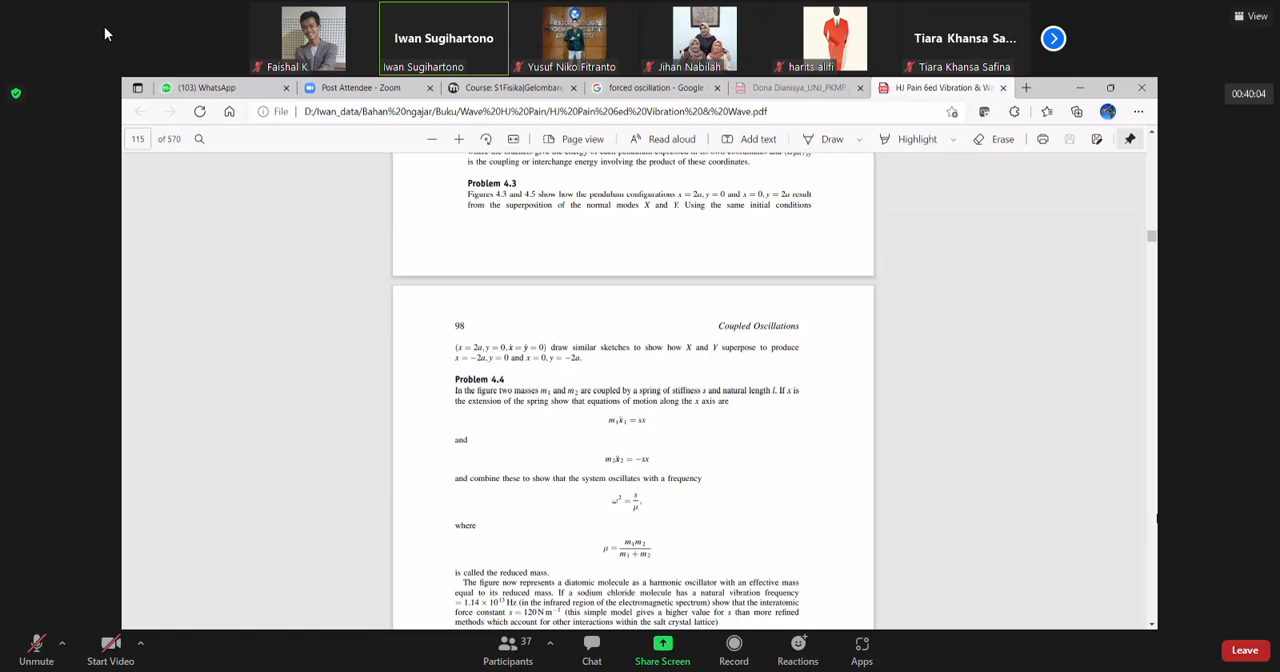 View
Iwan Sugihartono
Tiara Khansa Sa...
Faishal K
Iwan Sugihartono
Yusuf Niko Fitranto
Jihan Nabilah
harits alifi
Tiara Khansa Safina
(103) WhatsApp
Post Attendee - Zoom
Course: S1Fisika|Gelomban
forced oscillation - Google
Dona Dianisya_UNJ_PKMP
HJ Pain 6ed Vibration & Wa
00:40:04
File
D:/Iwan_data/Bahan%20ngajar/Buku/Wave%20HJ%20Pain/HJ%20Pain%206ed%20Vibration%20&%20Wave.pdf
115 of 570
Page view
Read aloud
Add text
Draw
Highlight
Erase
is the coupling or interchange energy involving the product of these coordinates.
Problem 4.3
Figures 4.3 and 4.5 show how the pendulum configurations x = 2a, y = 0 and x = 0, y = 2a result
from the superposition of the normal modes X and Y. Using the same initial conditions
98
Coupled Oscillations
(x = 2a, y = 0, ẋ = ẏ = 0) draw similar sketches to show how X and Y superpose to produce
x = −2a, y = 0 and x = 0, y = −2a.
Problem 4.4
In the figure two masses m₁ and m₂ are coupled by a spring of stiffness s and natural length l. If x is
the extension of the spring show that equations of motion along the x axis are
m₁ẍ₁ = sx
and
m₂ẍ₂ = −sx
and combine these to show that the system oscillates with a frequency
ω² = s/μ,
where
μ = m₁m₂/(m₁ + m₂)
is called the reduced mass.
The figure now represents a diatomic molecule as a harmonic oscillator with an effective mass
equal to its reduced mass. If a sodium chloride molecule has a natural vibration frequency
= 1.14 × 10¹³ Hz (in the infrared region of the electromagnetic spectrum) show that the interatomic
force constant s = 120 N m⁻¹ (this simple model gives a higher value for s than more refined
methods which account for other interactions within the salt crystal lattice)
Unmute
Start Video
37
Participants
Chat
Share Screen
Record
Reactions
Apps
Leave